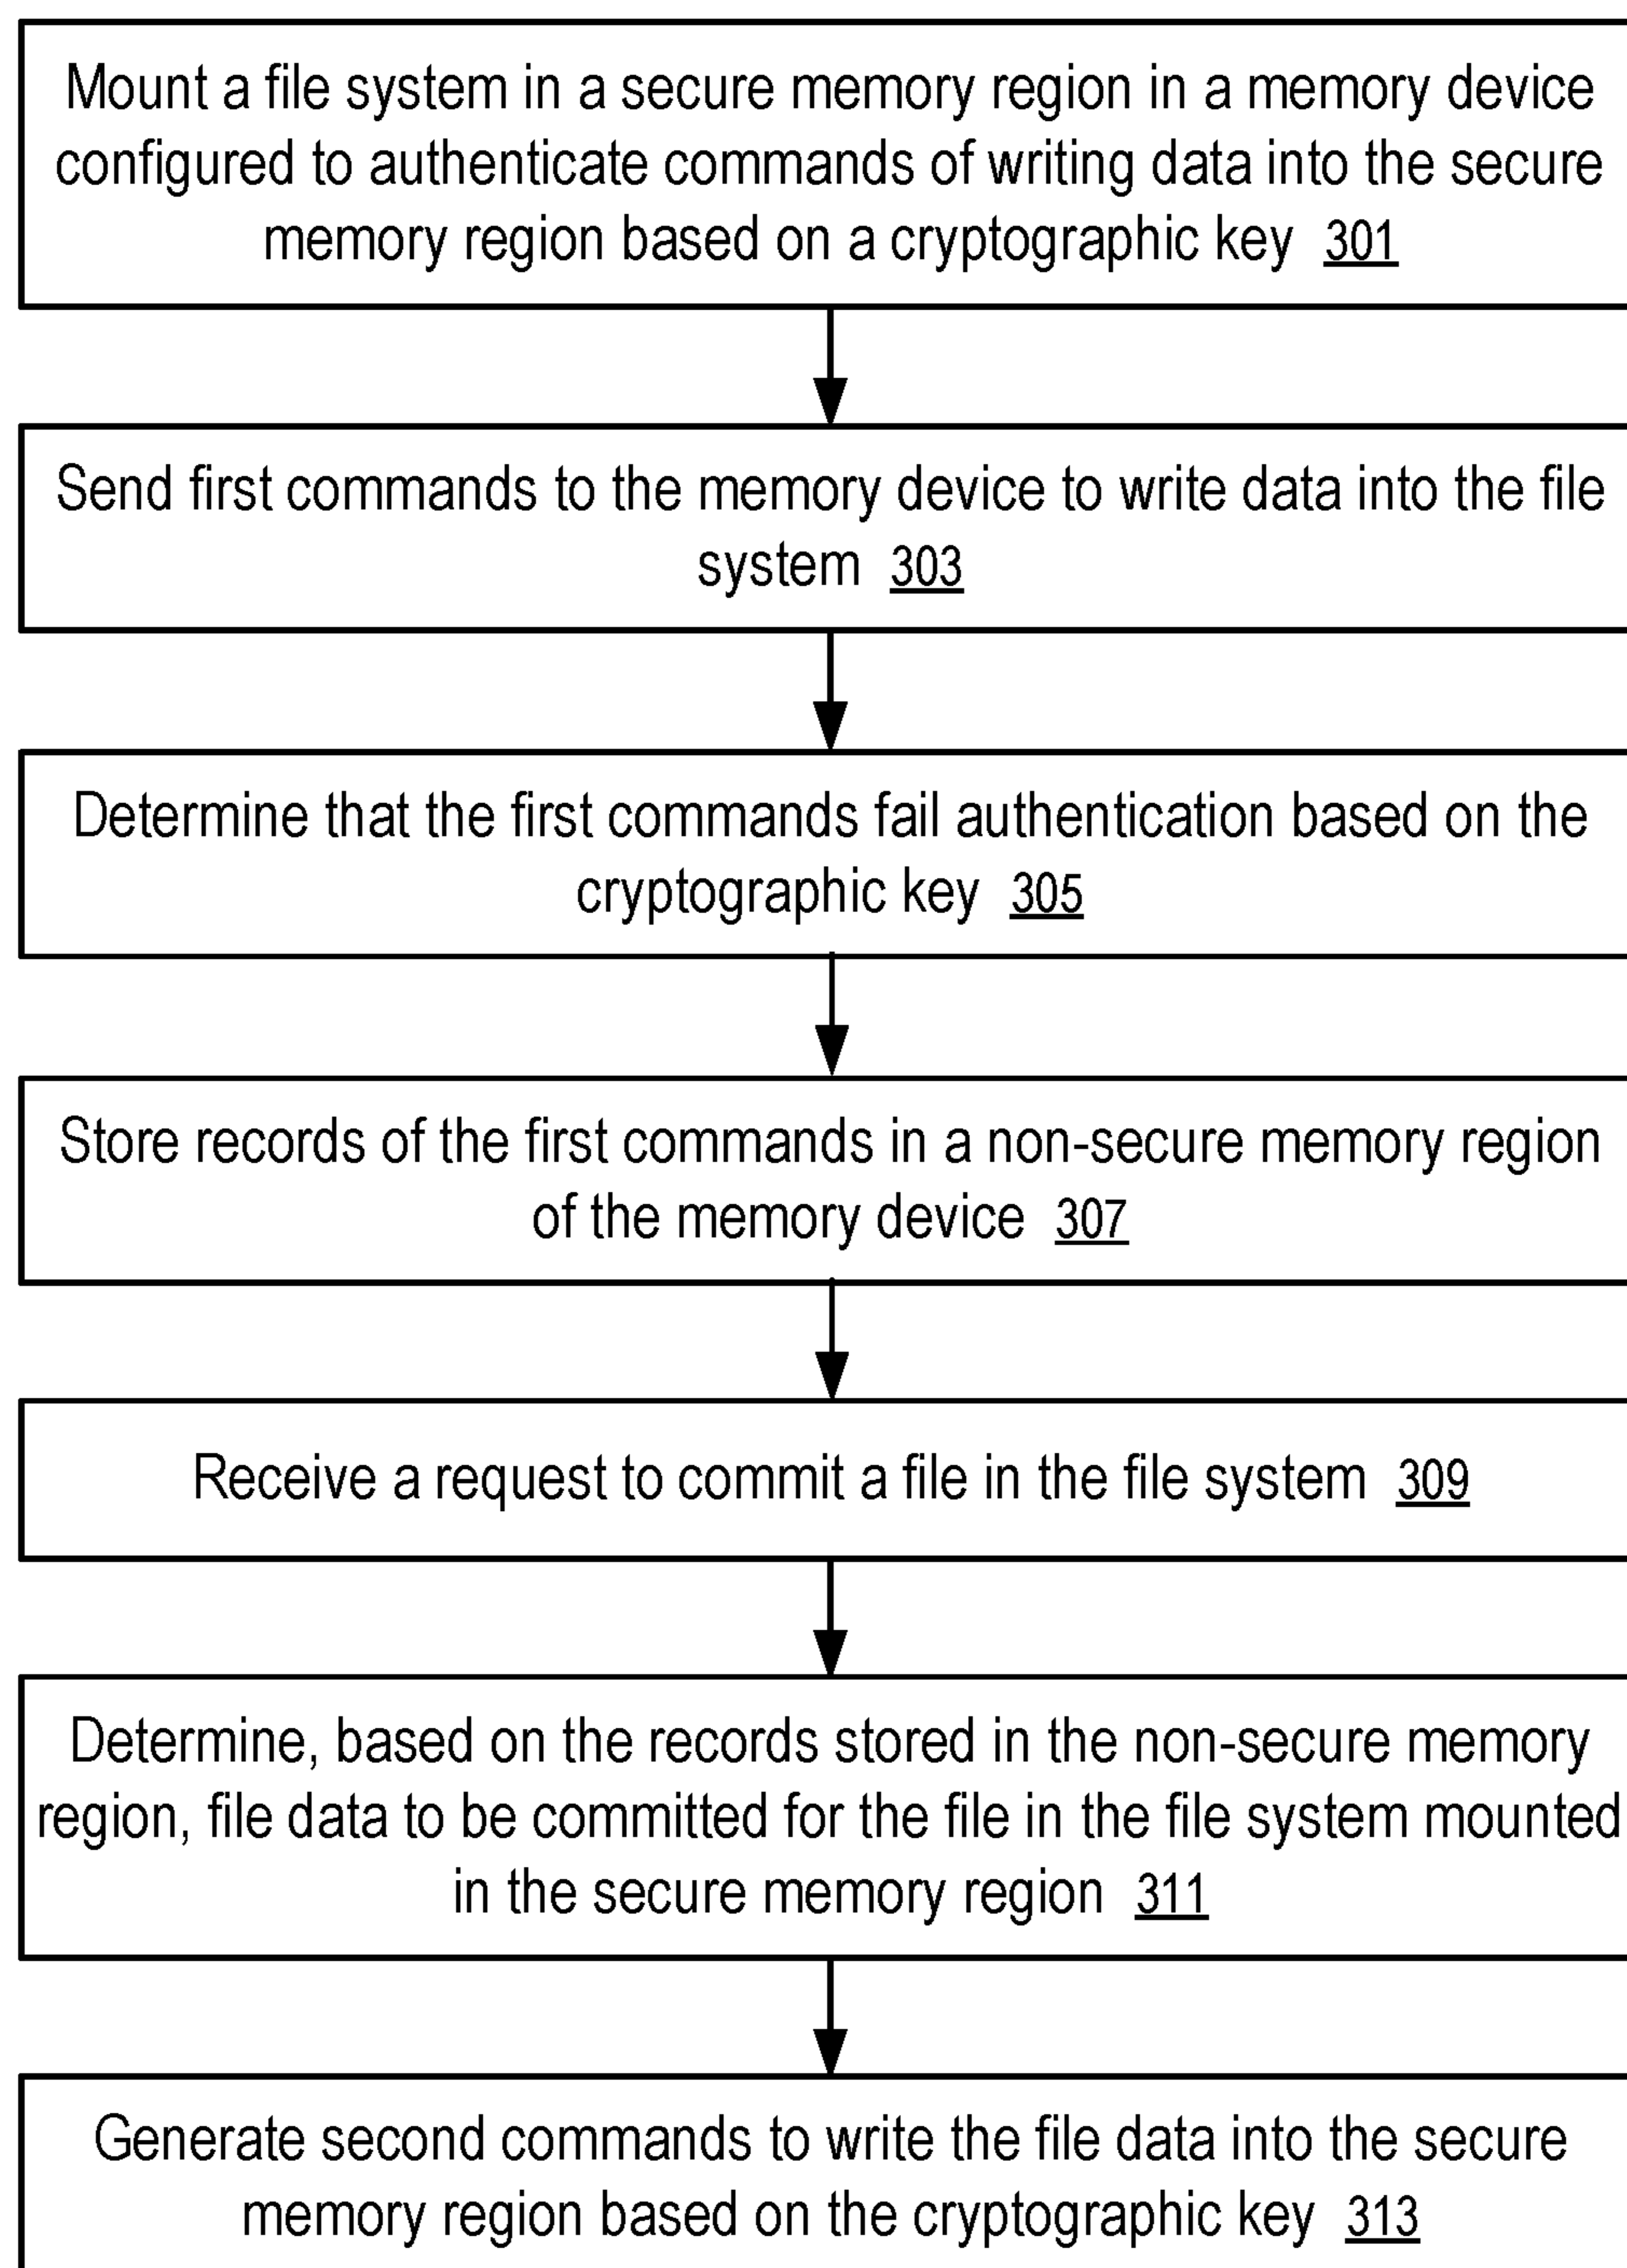 Mount a file system in a secure memory region in a memory device
configured to authenticate commands of writing data into the secure
memory region based on a cryptographic key 301
Send first commands to the memory device to write data into the file
system 303
Determine that the first commands fail authentication based on the
cryptographic key 305
Store records of the first commands in a non-secure memory region
of the memory device 307
Receive a request to commit a file in the file system 309
Determine, based on the records stored in the non-secure memory
region, file data to be committed for the file in the file system mounted
in the secure memory region 311
Generate second commands to write the file data into the secure
memory region based on the cryptographic key 313